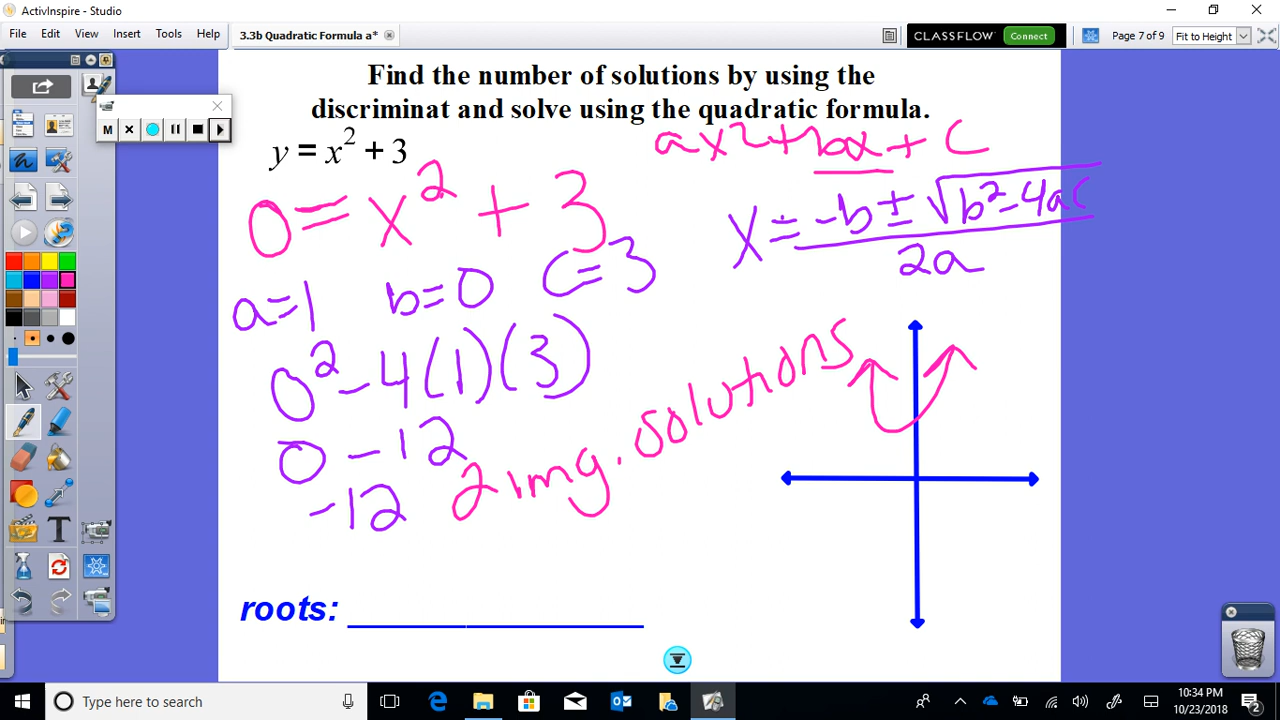 ActivInspire - Studio
File Edit View Insert Tools Help
3.3b Quadratic Formula a*
CLASSFLOW Connect
Page 7 of 9
Fit to Height
M
Find the number of solutions by using the
discriminat and solve using the quadratic formula.
y = x² + 3
ax2+bx+ C
0 = x² + 3
x = -b ± √b²-4ac
2a
a=1 b=0 c=3
0² - 4(1)(3)
0 - 12
-12
2 img. solutions
roots: ________________
T
Type here to search
10:34 PM
10/23/2018
2